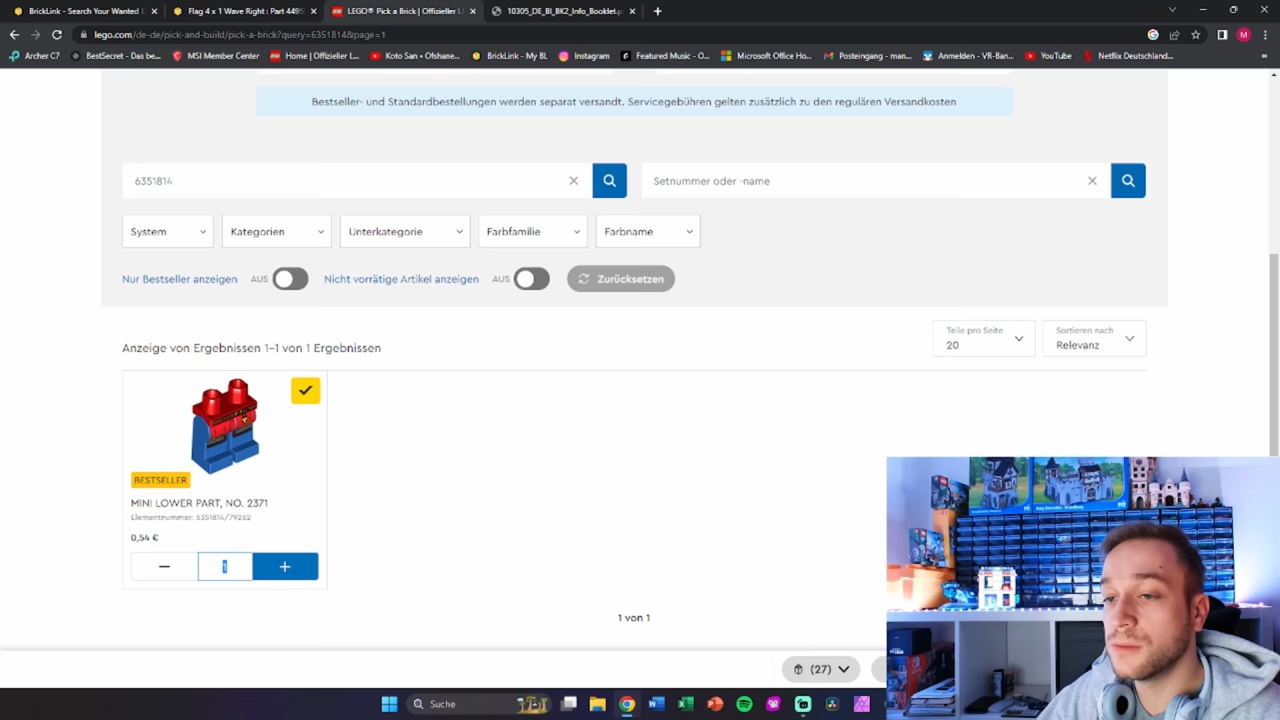 BrickLink - Search Your Wanted L
Flag 4 x 1 Wave Right : Part 4495
LEGO® Pick a Brick | Offizieller L
10305_DE_BI_BK2_Info_Booklet.p
lego.com/de-de/pick-and-build/pick-a-brick?query=6351814&page=1
M
Archer C7
BestSecret - Das be...
MSI Member Center
Home | Offizieller L...
Koto San • Ofshane...
BrickLink - My BL
Instagram
Featured Music - O...
Microsoft Office Ho...
Posteingang - man...
Anmelden - VR-Ban...
YouTube
Netflix Deutschland...
Bestseller- und Standardbestellungen werden separat versandt. Servicegebühren gelten zusätzlich zu den regulären Versandkosten
6351814
Setnummer oder -name
System
Kategorien
Unterkategorie
Farbfamilie
Farbname
Nur Bestseller anzeigen
AUS
Nicht vorrätige Artikel anzeigen
AUS
Zurücksetzen
Anzeige von Ergebnissen 1–1 von 1 Ergebnissen
Teile pro Seite
20
Sortieren nach
Relevanz
BESTSELLER
MINI LOWER PART, NO. 2371
Elementnummer: 6351814/79262
0,54 €
1
1 von 1
(27)
Suche